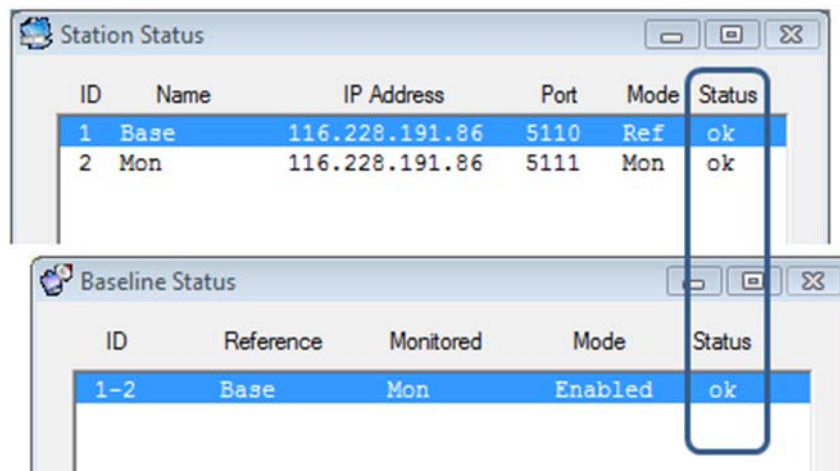 Station Status
ID Name IP Address Port Mode Status
1 Base 116.228.191.86 5110 Ref ok
2 Mon 116.228.191.86 5111 Mon ok
Baseline Status
ID Reference Monitored Mode Status
1-2 Base Mon Enabled ok